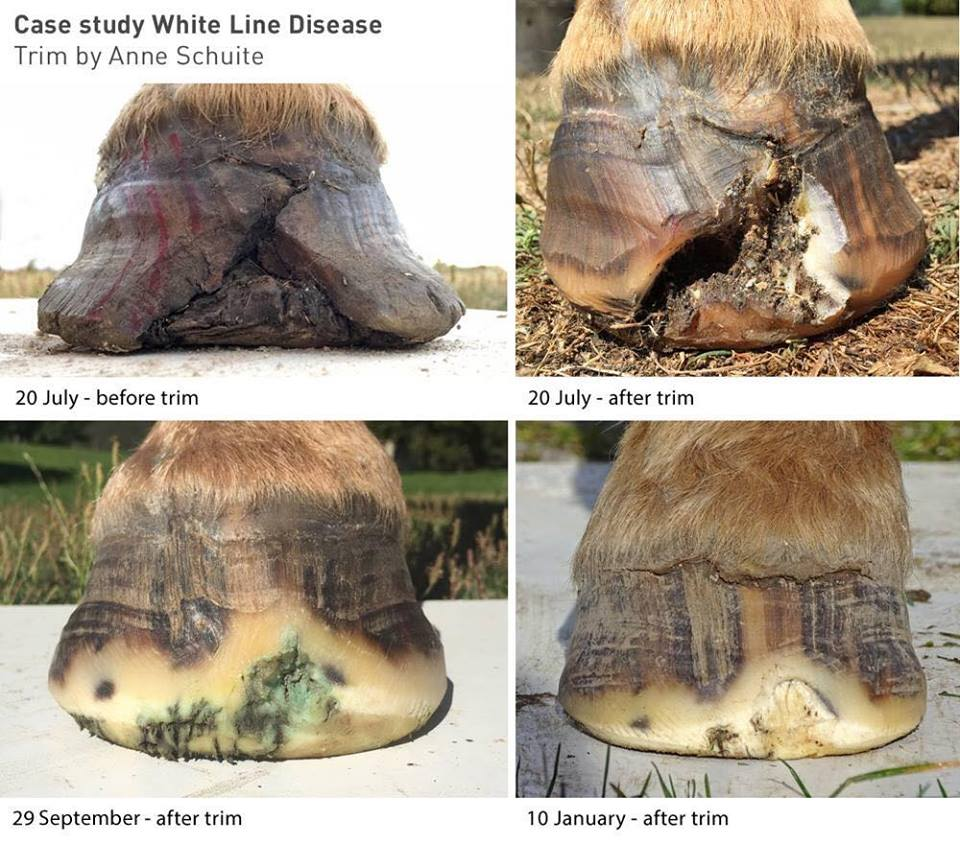 Case study White Line Disease
Trim by Anne Schuite
20 July - before trim
20 July - after trim
29 September - after trim
10 January - after trim